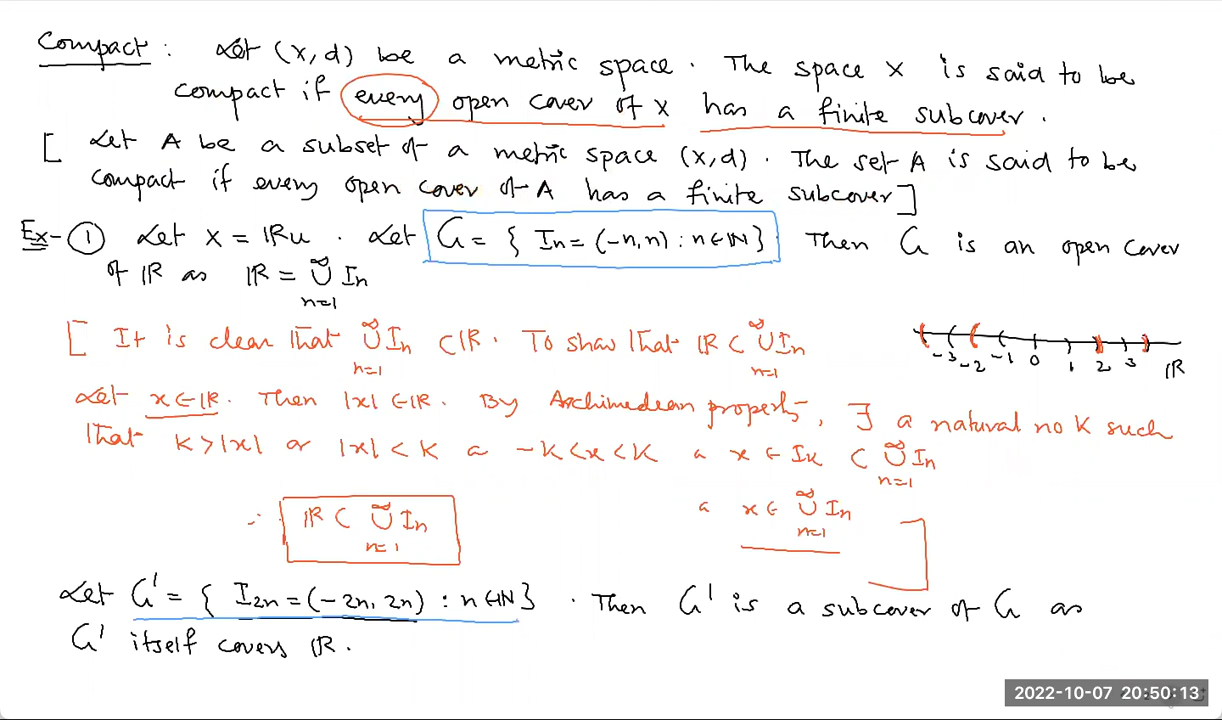 Compact : Let (X, d) be a metric space. The space X is said to be
compact if every open cover of X has a finite subcover.
[ Let A be a subset of a metric space (X, d). The set A is said to be
compact if every open cover of A has a finite subcover ]
Ex- ① Let X = ℝu. Let G = { In = (-n, n) : n ∈ ℕ }. Then G is an open cover
of ℝ as ℝ = ∞∪n=1 In
[ It is clear that ∞∪n=1 In ⊂ ℝ. To show that ℝ ⊂ ∞∪n=1 In
-3 -2 -1 0 1 2 3 ℝ
Let x ∈ ℝ. Then |x| ∈ ℝ. By Archimedean property, ∃ a natural no K such
that K > |x| or |x| < K a -K < x < K a x ∈ IK ⊂ ∞∪n=1 In
a x ∈ ∞∪n=1 In
∴ ℝ ⊂ ∞∪n=1 In ]
Let G' = { I2n = (-2n, 2n) : n ∈ ℕ }. Then G' is a subcover of G as
G' itself covers ℝ.
2022-10-07 20:50:13